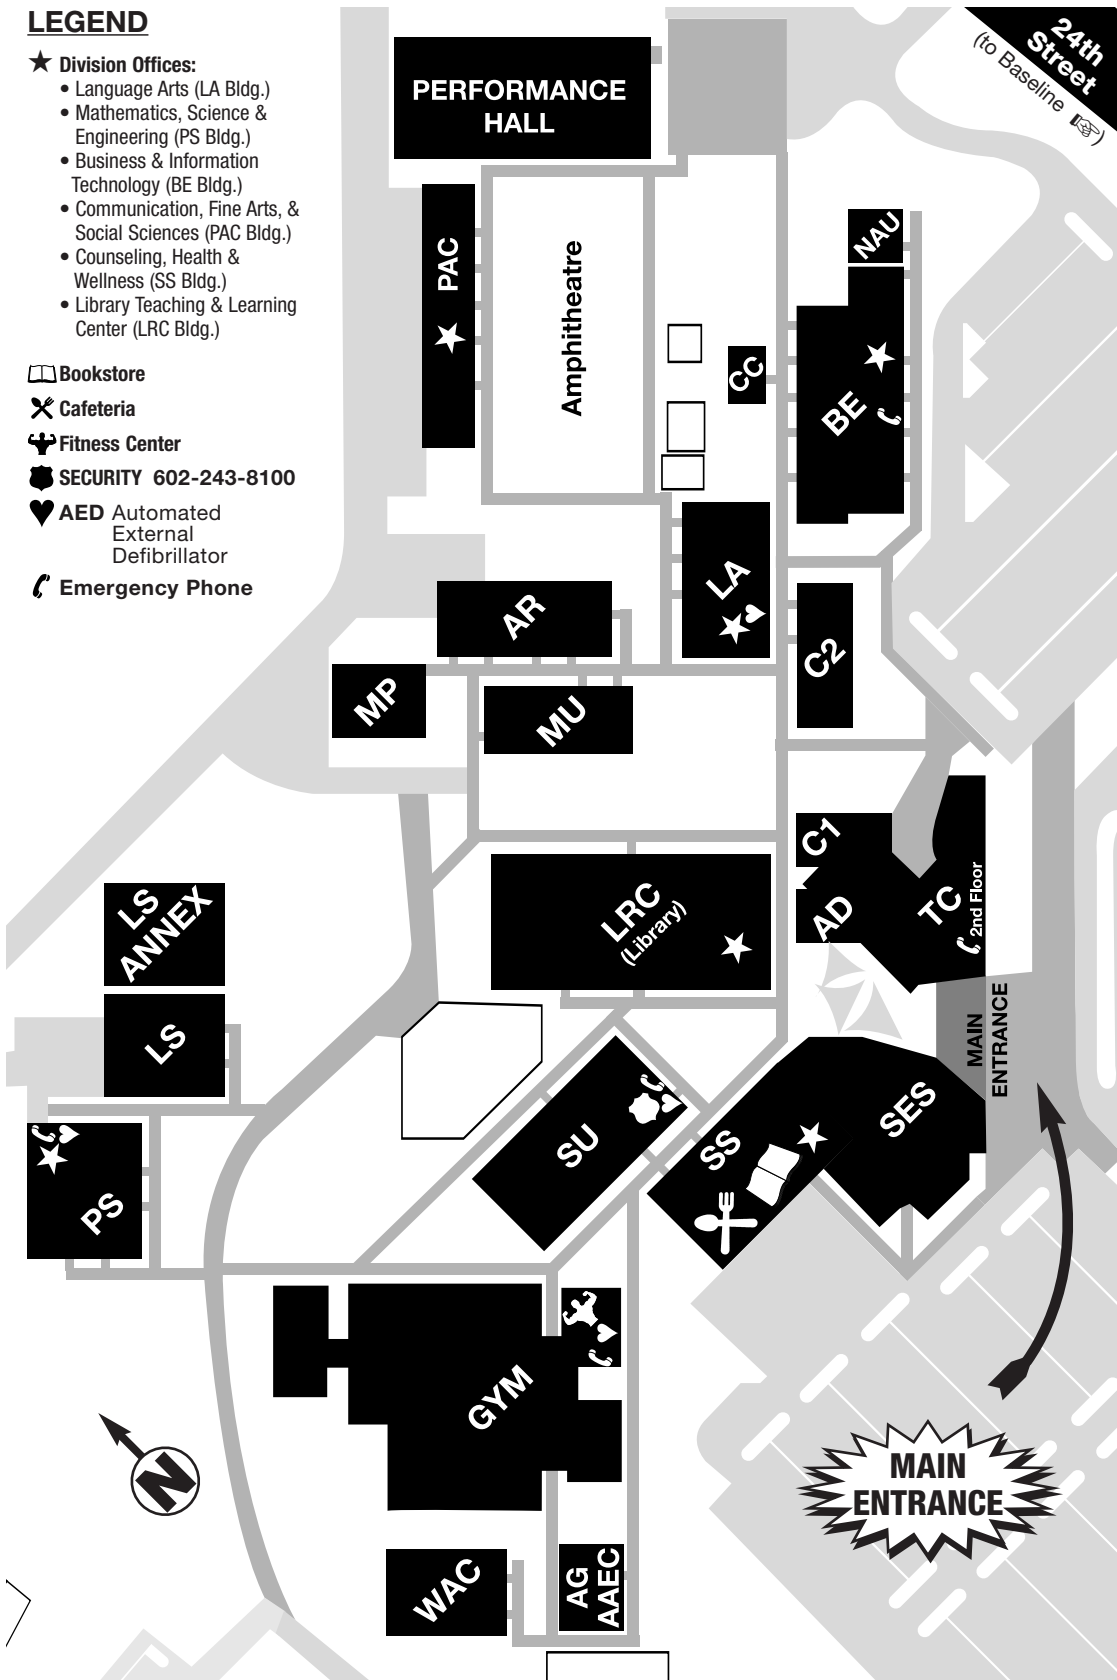 LEGEND
★ Division Offices:
• Language Arts (LA Bldg.)
• Mathematics, Science &
Engineering (PS Bldg.)
• Business & Information
Technology (BE Bldg.)
• Communication, Fine Arts, &
Social Sciences (PAC Bldg.)
• Counseling, Health &
Wellness (SS Bldg.)
• Library Teaching & Learning
Center (LRC Bldg.)
Bookstore
Cafeteria
Fitness Center
SECURITY 602-243-8100
AED Automated
External
Defibrillator
Emergency Phone
24th
Street
(to Baseline )
PERFORMANCE
HALL
PAC
Amphitheatre
NAU
CC
BE
LA
AR
C2
MP
MU
C1
AD
TC
2nd Floor
LRC
(Library)
LS
ANNEX
LS
MAIN
ENTRANCE
SU
SS
SES
PS
GYM
N
MAIN
ENTRANCE
WAC
AG
AAEC